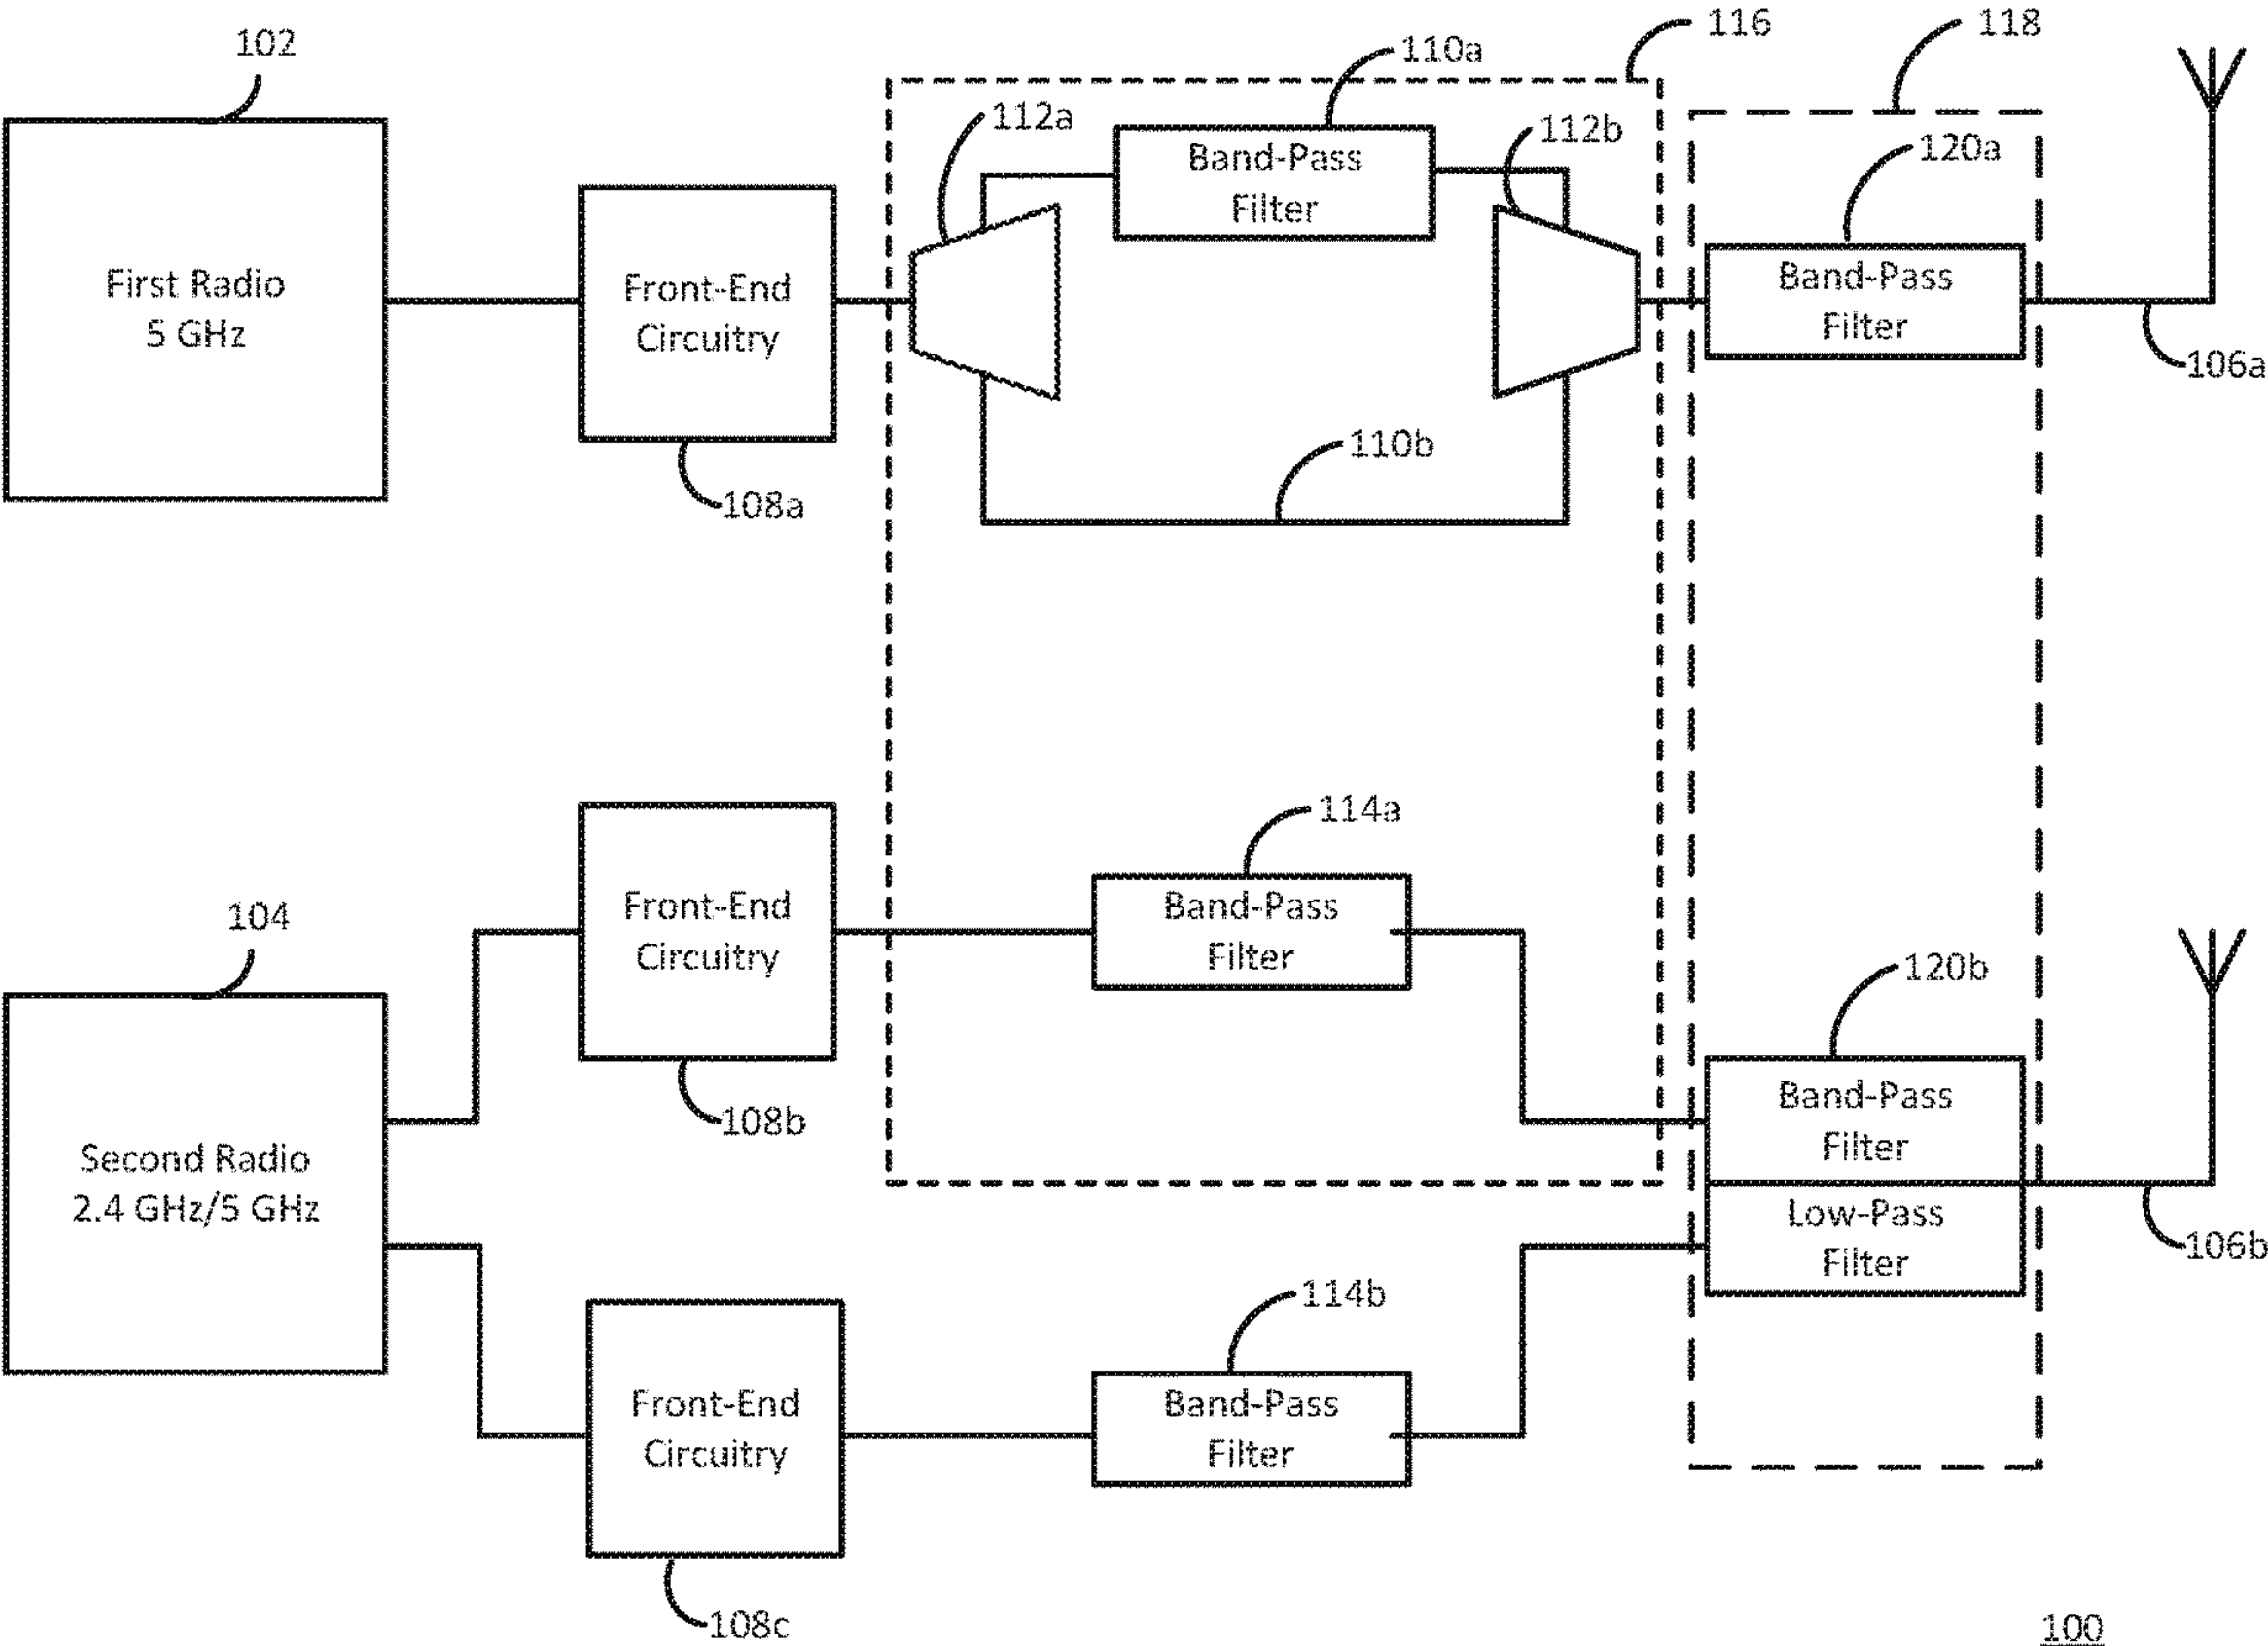 116
118
102
110a
112a
112b
120a
Band-Pass
Filter
First Radio
5 GHz
Front-End
Circuitry
Band-Pass
Filter
106a
110b
108a
114a
104
Front-End
Circuitry
Band-Pass
Filter
120b
108b
Second Radio
2.4 GHz/5 GHz
Band-Pass
Filter
Low-Pass
Filter
106b
114b
Front-End
Circuitry
Band-Pass
Filter
108c
100